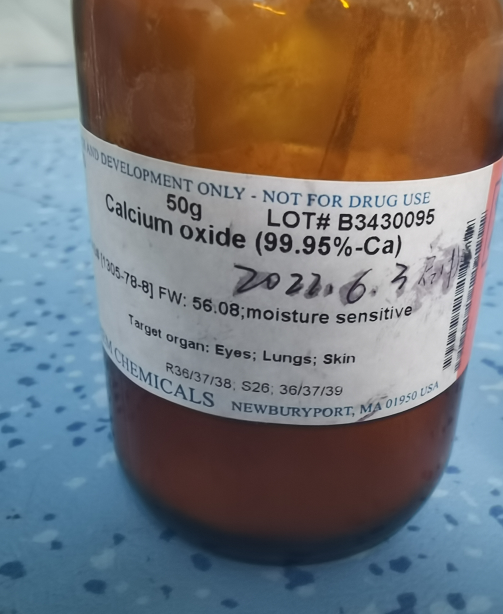 AND DEVELOPMENT ONLY - NOT FOR DRUG USE
50g LOT# B3430095
Calcium oxide (99.95%-Ca)
2022.6.3
[1305-78-8] FW: 56.08;moisture sensitive
Target organ: Eyes; Lungs; Skin
R36/37/38; S26; 36/37/39
CHEMICALS NEWBURYPORT, MA 01950 USA